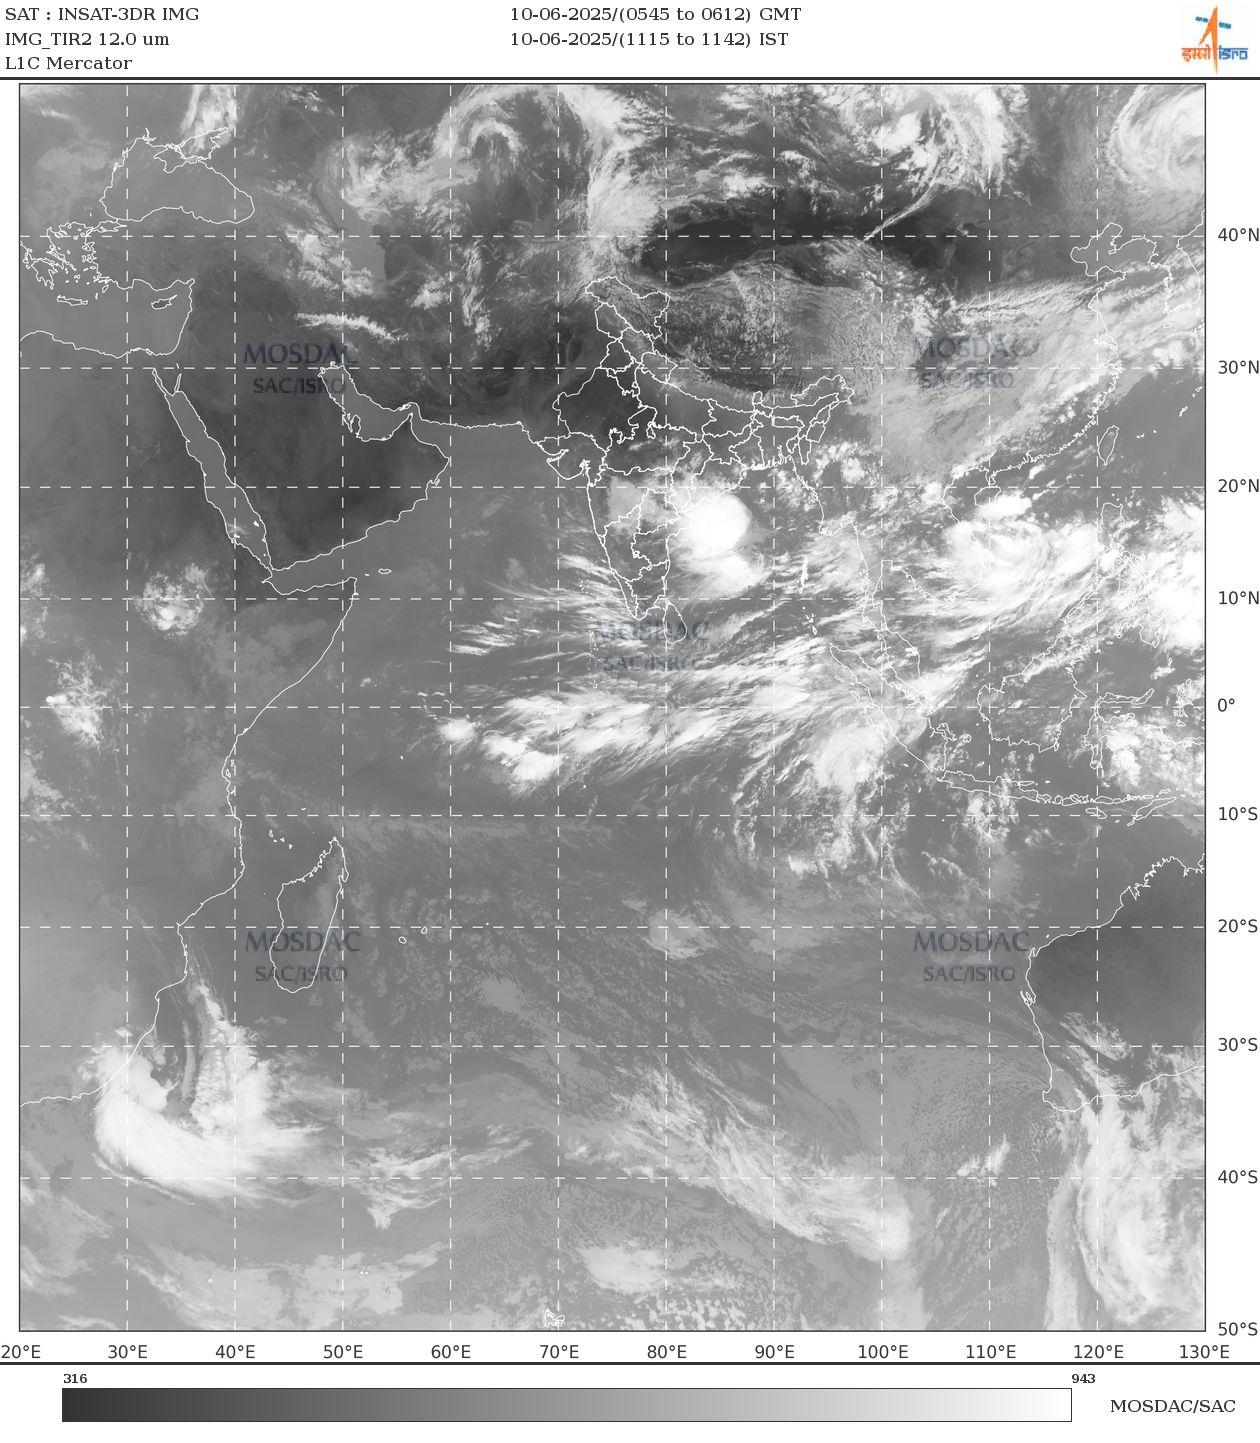 SAT : INSAT-3DR IMG
10-06-2025/(0545 to 0612) GMT
IMG_TIR2 12.0 um
10-06-2025/(1115 to 1142) IST
L1C Mercator
इसरो isro
40°N
MOSDAC
SAC/ISRO
MOSDAC
SAC/ISRO
30°N
20°N
10°N
MOSDAC
SAC/ISRO
0°
10°S
20°S
MOSDAC
SAC/ISRO
MOSDAC
SAC/ISRO
30°S
40°S
50°S
20°E 30°E 40°E 50°E 60°E 70°E 80°E 90°E 100°E 110°E 120°E 130°E
316
943
MOSDAC/SAC